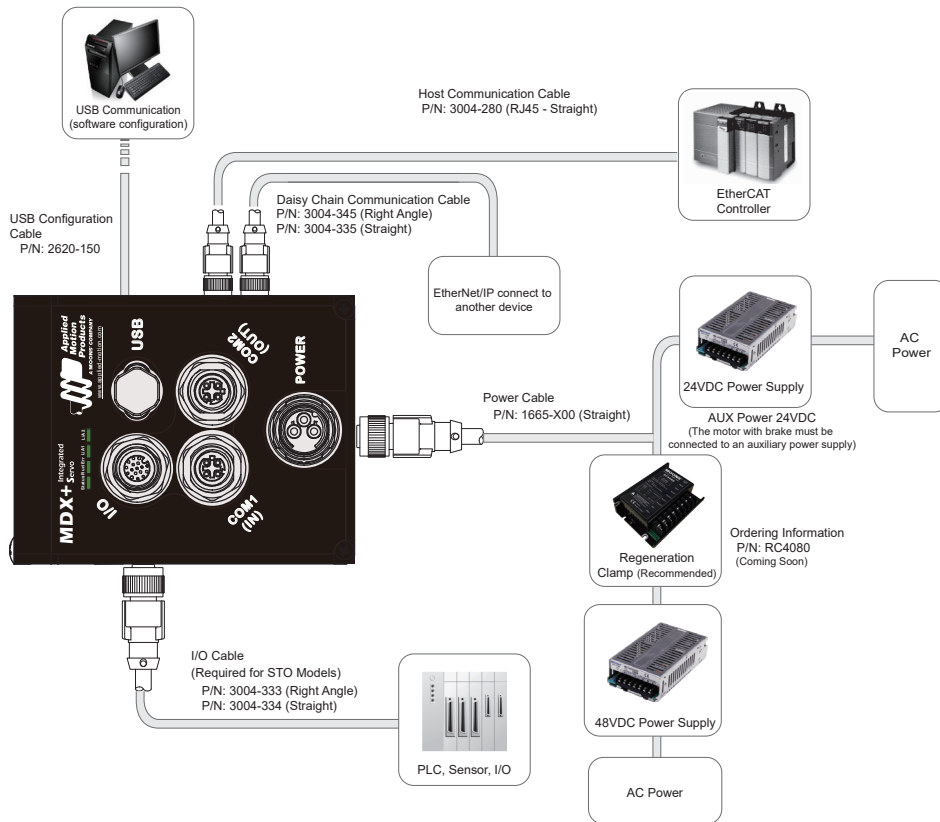 USB Communication
(software configuration)
Host Communication Cable
P/N: 3004-280 (RJ45 - Straight)
EtherCAT
Controller
USB Configuration
Cable
P/N: 2620-150
Daisy Chain Communication Cable
P/N: 3004-345 (Right Angle)
P/N: 3004-335 (Straight)
EtherNet/IP connect to
another device
24VDC Power Supply
AC
Power
AUX Power 24VDC
(The motor with brake must be
connected to an auxiliary power supply)
Applied
Motion
Products
A MOONS' COMPANY
www.applied-motion.com
USB
COM2
(OUT)
POWER
MDX+
Integrated
Servo
I/O
COM1
(IN)
Power Cable
P/N: 1665-X00 (Straight)
Regeneration
Clamp (Recommended)
Ordering Information
P/N: RC4080
(Coming Soon)
48VDC Power Supply
AC Power
I/O Cable
(Required for STO Models)
P/N: 3004-333 (Right Angle)
P/N: 3004-334 (Straight)
PLC, Sensor, I/O